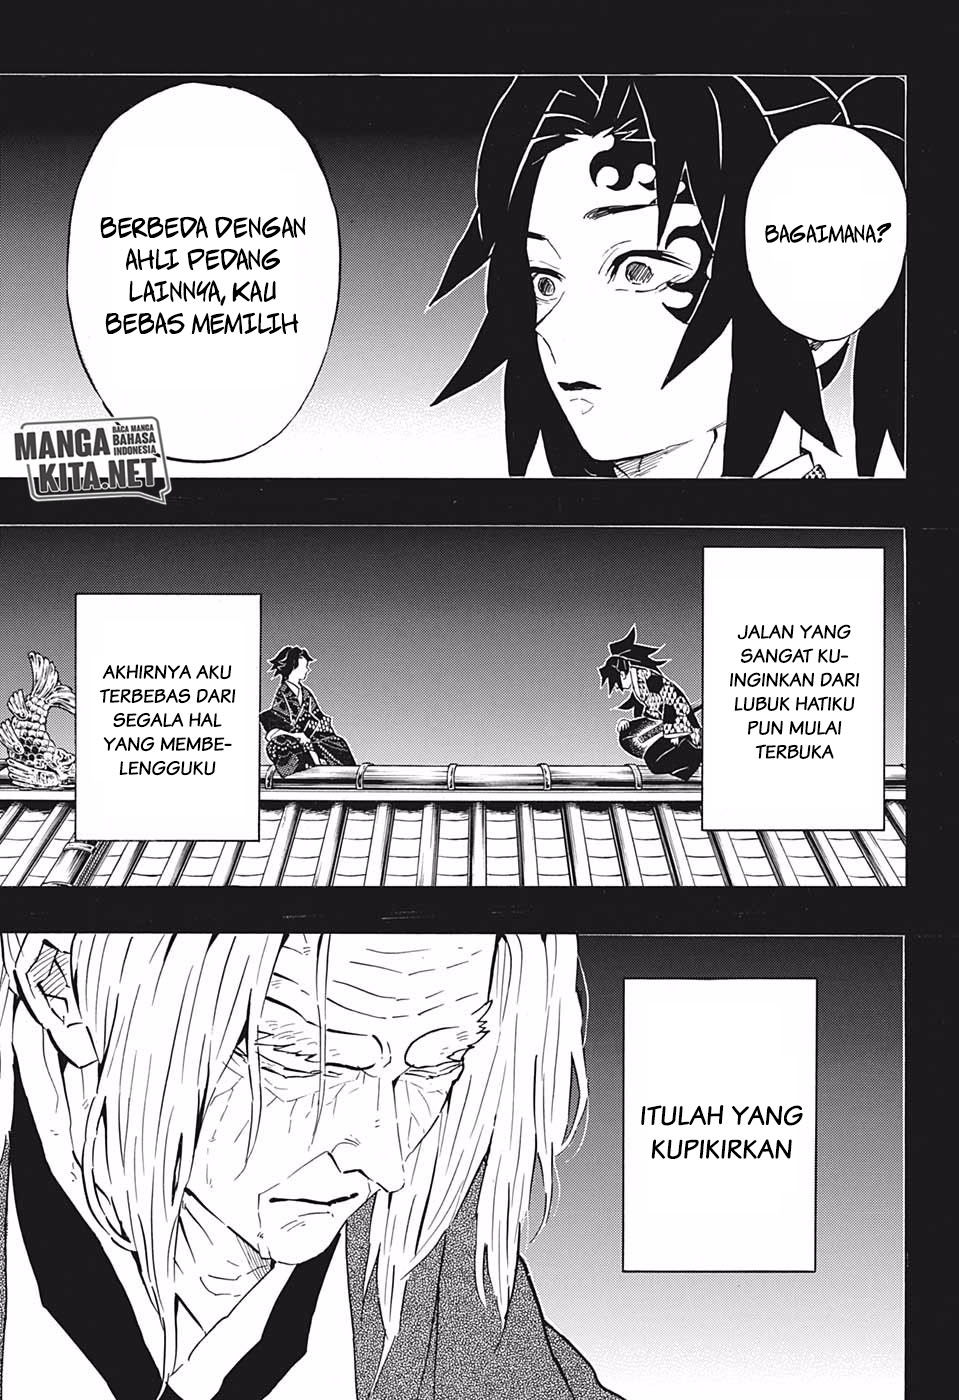 BAGAIMANA?
BERBEDA DENGAN
AHLI PEDANG
LAINNYA, KAU
BEBAS MEMILIH
MANGA
KITA.NET
BACA MANGA
BAHASA
INDONESIA
JALAN YANG
SANGAT KU-
INGINKAN DARI
LUBUK HATIKU
PUN MULAI
TERBUKA
AKHIRNYA AKU
TERBEBAS DARI
SEGALA HAL
YANG MEMBE-
LENGGUKU
ITULAH YANG
KUPIKIRKAN